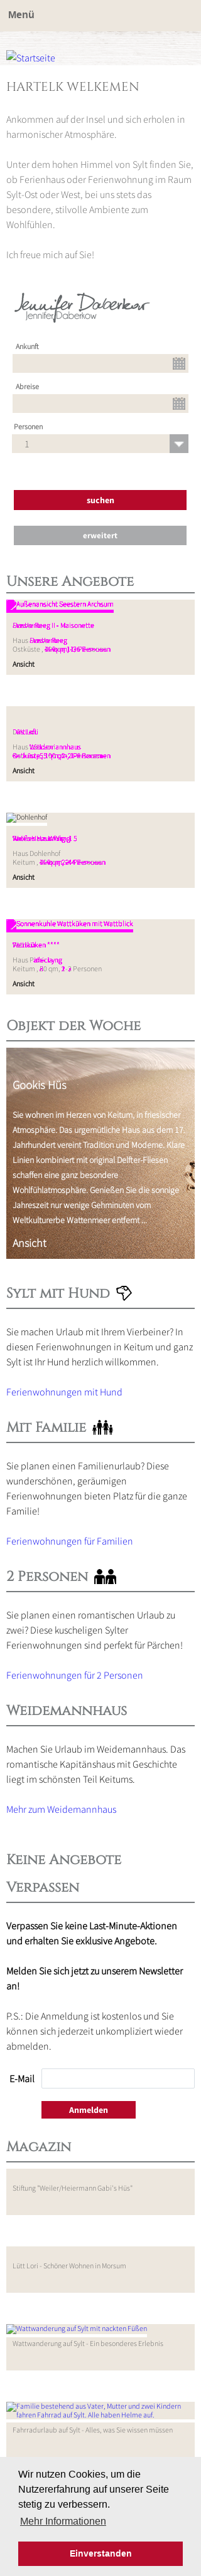 Menü
Startseite
Hartelk Welkemen
Ankommen auf der Insel und sich erholen in
harmonischer Atmosphäre.
Unter dem hohen Himmel von Sylt finden Sie,
ob Ferienhaus oder Ferienwohnung im Raum
Sylt-Ost oder West, bei uns stets das
besondere, stilvolle Ambiente zum
Wohlfühlen.
Ich freue mich auf Sie!
Jennifer Daberkow
Jennifer Daberkow
Ankunft
Abreise
Personen
1
suchen
erweitert
Unsere Angebote
Außenansicht Seestern Archsum
Haus
Ostküste ,
Ansicht
Haus
Ansicht
Dohlenhof
Haus Dohlenhof
Keitum ,
Ansicht
Sonnenkuhle Wattküken mit Wattblick
Wattküken ****
Haus
Keitum , qm, Personen
Ansicht
Objekt der Woche
Gookis Hüs
Sie wohnen im Herzen von Keitum, in friesischer
Atmosphäre. Das urgemütliche Haus aus dem 17.
Jahrhundert vereint Tradition und Moderne. Klare
Linien kombiniert mit original Delfter-Fliesen
schaffen eine ganz besondere
Wohlfühlatmosphäre. Genießen Sie die sonnige
Jahreszeit nur wenige Gehminuten vom
Weltkulturerbe Wattenmeer entfernt ...
Ansicht
Sylt mit Hund
Sie machen Urlaub mit Ihrem Vierbeiner? In
diesen Ferienwohnungen in Keitum und ganz
Sylt ist Ihr Hund herzlich willkommen.
Ferienwohnungen mit Hund
Mit Familie
Sie planen einen Familienurlaub? Diese
wunderschönen, geräumigen
Ferienwohnungen bieten Platz für die ganze
Familie!
Ferienwohnungen für Familien
2 Personen
Sie planen einen romantischen Urlaub zu
zwei? Diese kuscheligen Sylter
Ferienwohnungen sind perfekt für Pärchen!
Ferienwohnungen für 2 Personen
Weidemannhaus
Machen Sie Urlaub im Weidemannhaus. Das
romantische Kapitänshaus mit Geschichte
liegt im schönsten Teil Keitums.
Mehr zum Weidemannhaus
Keine Angebote
Verpassen
Verpassen Sie keine Last-Minute-Aktionen
und erhalten Sie exklusive Angebote.
Melden Sie sich jetzt zu unserem Newsletter
an!
P.S.: Die Anmeldung ist kostenlos und Sie
können sich jederzeit unkompliziert wieder
abmelden.
E-Mail
Anmelden
Magazin
Stiftung "Weiler/Heiermann Gabi's Hüs"
Lütt Lori - Schöner Wohnen in Morsum
Wattwanderung auf Sylt mit nackten Füßen
Wattwanderung auf Sylt - Ein besonderes Erlebnis
Familie bestehend aus Vater, Mutter und zwei Kindern
fahren Fahrrad auf Sylt. Alle haben Helme auf.
Fahrradurlaub auf Sylt - Alles, was Sie wissen müssen
Wir nutzen Cookies, um die
Nutzererfahrung auf unserer Seite
stetig zu verbessern.
Mehr Informationen
Einverstanden